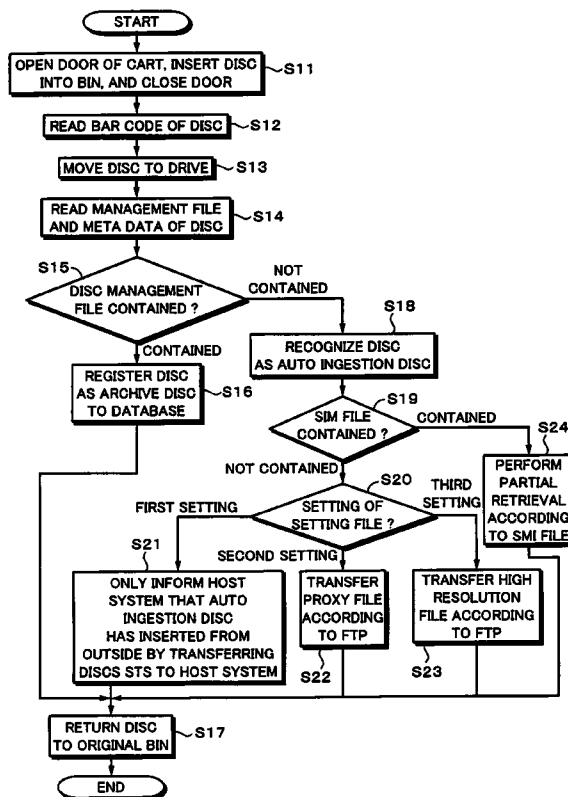 START
OPEN DOOR OF CART, INSERT DISC
INTO BIN, AND CLOSE DOOR
S11
READ BAR CODE OF DISC
S12
MOVE DISC TO DRIVE
S13
READ MANAGEMENT FILE
AND META DATA OF DISC
S14
S15
DISC MANAGEMENT
FILE CONTAINED ?
NOT
CONTAINED
CONTAINED
REGISTER DISC
AS ARCHIVE DISC
TO DATABASE
S16
S18
RECOGNIZE DISC
AS AUTO INGESTION DISC
S19
SIM FILE
CONTAINED ?
CONTAINED
NOT CONTAINED
S24
PERFORM
PARTIAL
RETRIEVAL
ACCORDING
TO SMI FILE
S20
SETTING OF
SETTING FILE ?
FIRST SETTING
SECOND SETTING
THIRD
SETTING
S21
ONLY INFORM HOST
SYSTEM THAT AUTO
INGESTION DISC
HAS INSERTED FROM
OUTSIDE BY TRANSFERRING
DISCS STS TO HOST SYSTEM
TRANSFER
PROXY FILE
ACCORDING
TO FTP
S22
TRANSFER HIGH
RESOLUTION
FILE ACCORDING
TO FTP
S23
RETURN DISC
TO ORIGINAL BIN
S17
END